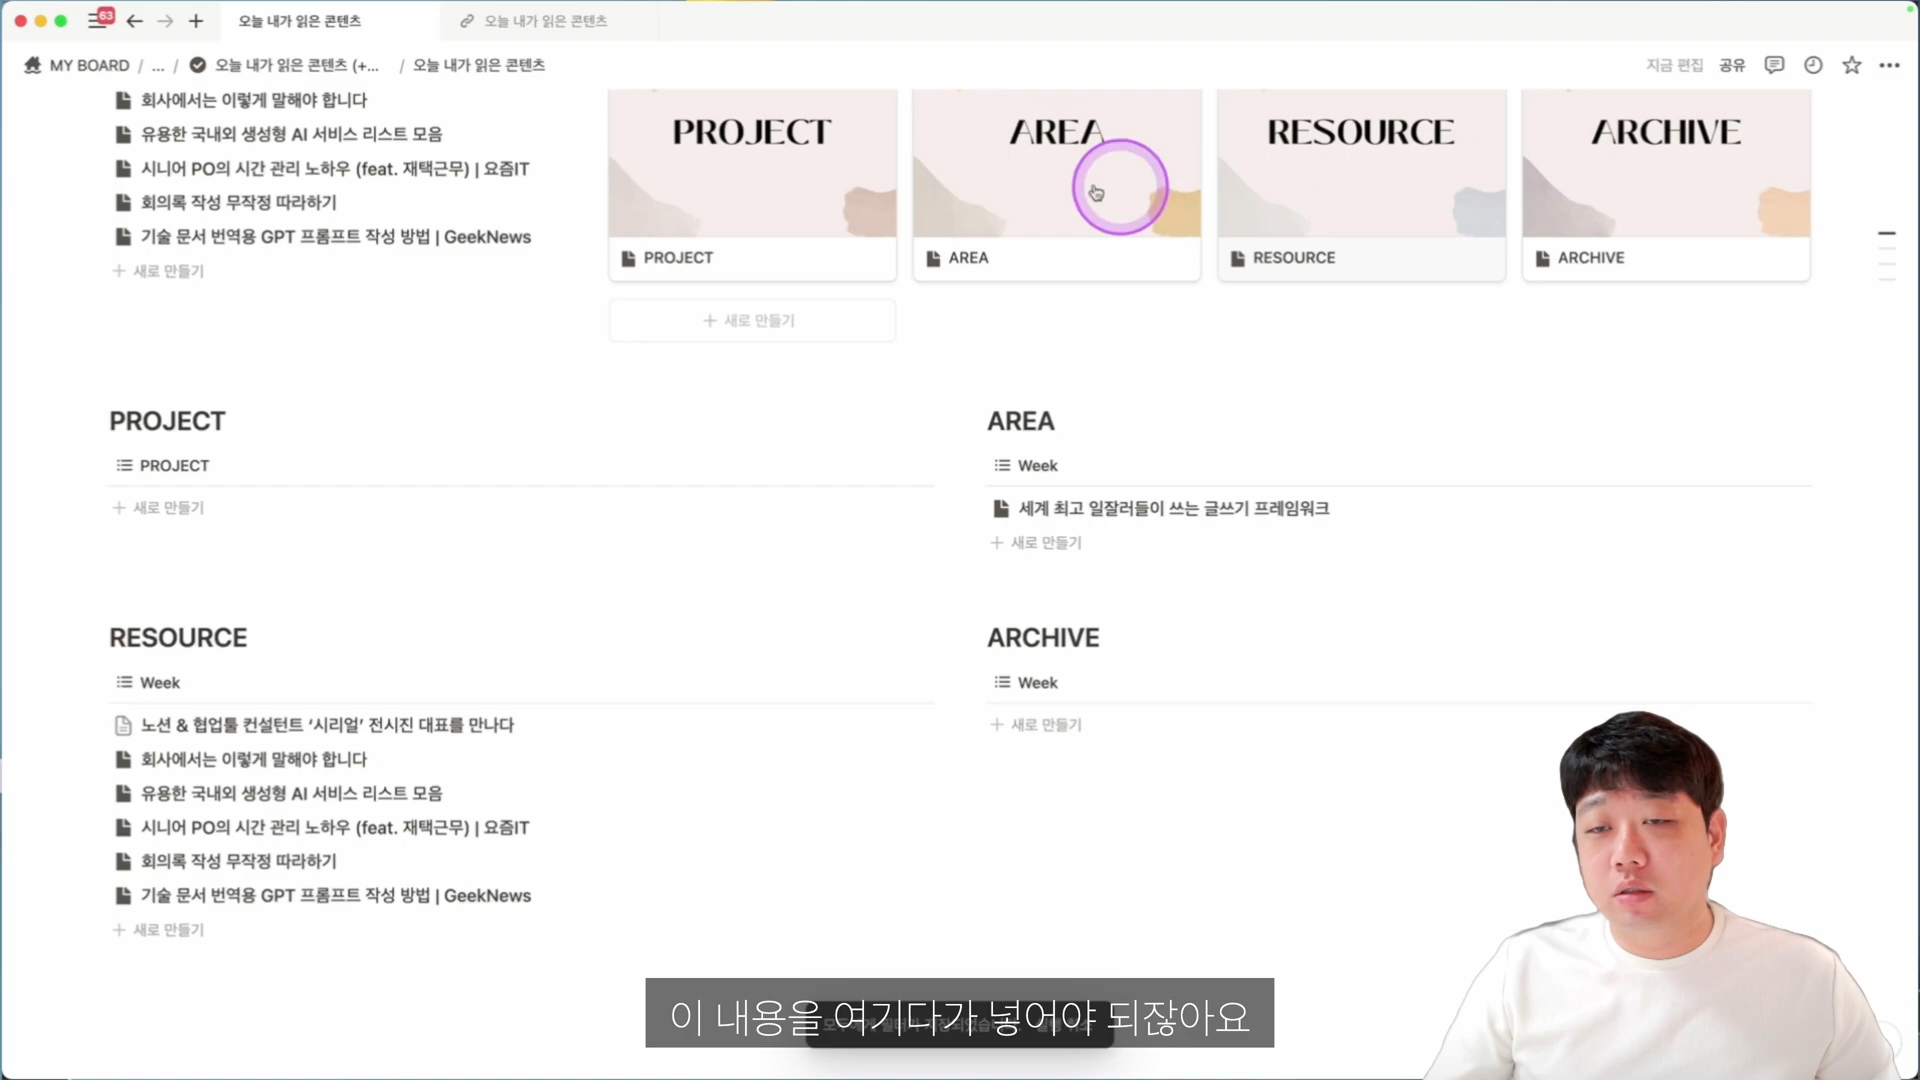 63
오늘 내가 읽은 콘텐츠
오늘 내가 읽은 콘텐츠
MY BOARD / ... / 오늘 내가 읽은 콘텐츠 (+... / 오늘 내가 읽은 콘텐츠
지금 편집 공유
회사에서는 이렇게 말해야 합니다
유용한 국내외 생성형 AI 서비스 리스트 모음
시니어 PO의 시간 관리 노하우 (feat. 재택근무) | 요즘IT
회의록 작성 무작정 따라하기
기술 문서 번역용 GPT 프롬프트 작성 방법 | GeekNews
+ 새로 만들기
PROJECT
AREA
RESOURCE
ARCHIVE
PROJECT
AREA
RESOURCE
ARCHIVE
+ 새로 만들기
PROJECT
PROJECT
+ 새로 만들기
AREA
Week
세계 최고 일잘러들이 쓰는 글쓰기 프레임워크
+ 새로 만들기
RESOURCE
Week
노션 & 협업툴 컨설턴트 ‘시리얼’ 전시진 대표를 만나다
회사에서는 이렇게 말해야 합니다
유용한 국내외 생성형 AI 서비스 리스트 모음
시니어 PO의 시간 관리 노하우 (feat. 재택근무) | 요즘IT
회의록 작성 무작정 따라하기
기술 문서 번역용 GPT 프롬프트 작성 방법 | GeekNews
+ 새로 만들기
ARCHIVE
Week
+ 새로 만들기
이 내용을 여기다가 넣어야 되잖아요